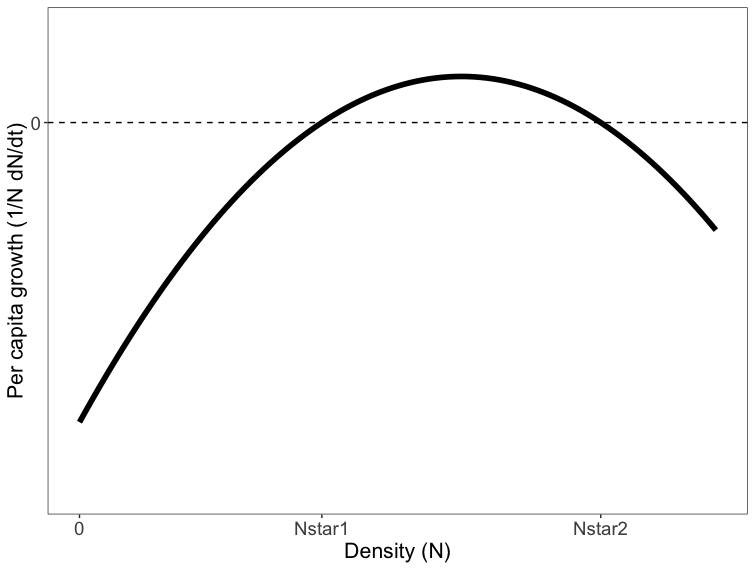 Per capita growth (1/N dN/dt)
0
0
Nstar1
Nstar2
Density (N)